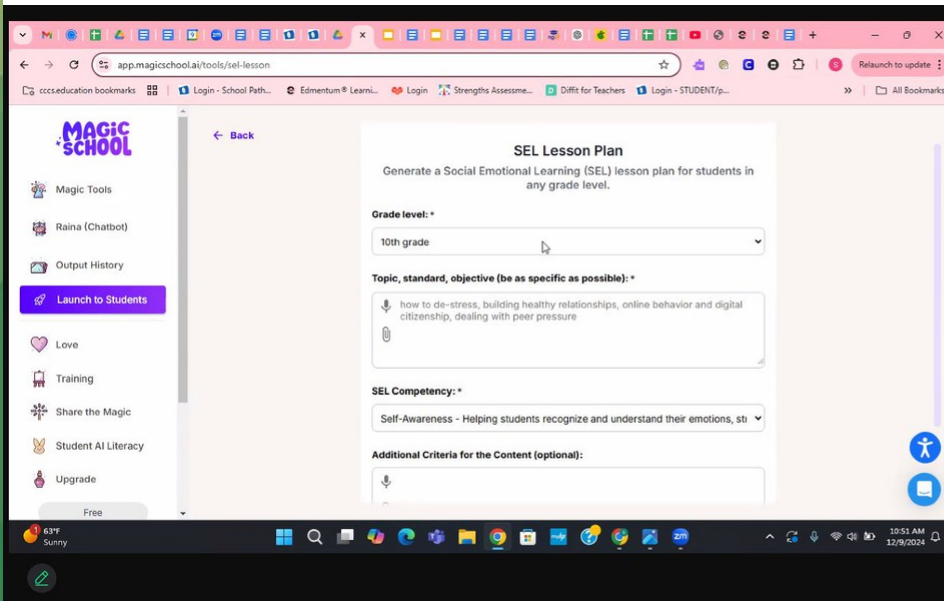 app.magicschool.ai/tools/sel-lesson
Relaunch to update
cccs.education bookmarks
Login - School Path...
Edmentum® Learni...
Login
Strengths Assessme...
Diffit for Teachers
Login - STUDENT/p...
All Bookmarks
MAGIC
SCHOOL
Magic Tools
Raina (Chatbot)
Output History
Launch to Students
Love
Training
Share the Magic
Student AI Literacy
Upgrade
Free
← Back
SEL Lesson Plan
Generate a Social Emotional Learning (SEL) lesson plan for students in
any grade level.
Grade level: *
10th grade
Topic, standard, objective (be as specific as possible): *
how to de-stress, building healthy relationships, online behavior and digital
citizenship, dealing with peer pressure
SEL Competency: *
Self-Awareness - Helping students recognize and understand their emotions, str
Additional Criteria for the Content (optional):
1
63°F
Sunny
zm
10:51 AM
12/9/2024